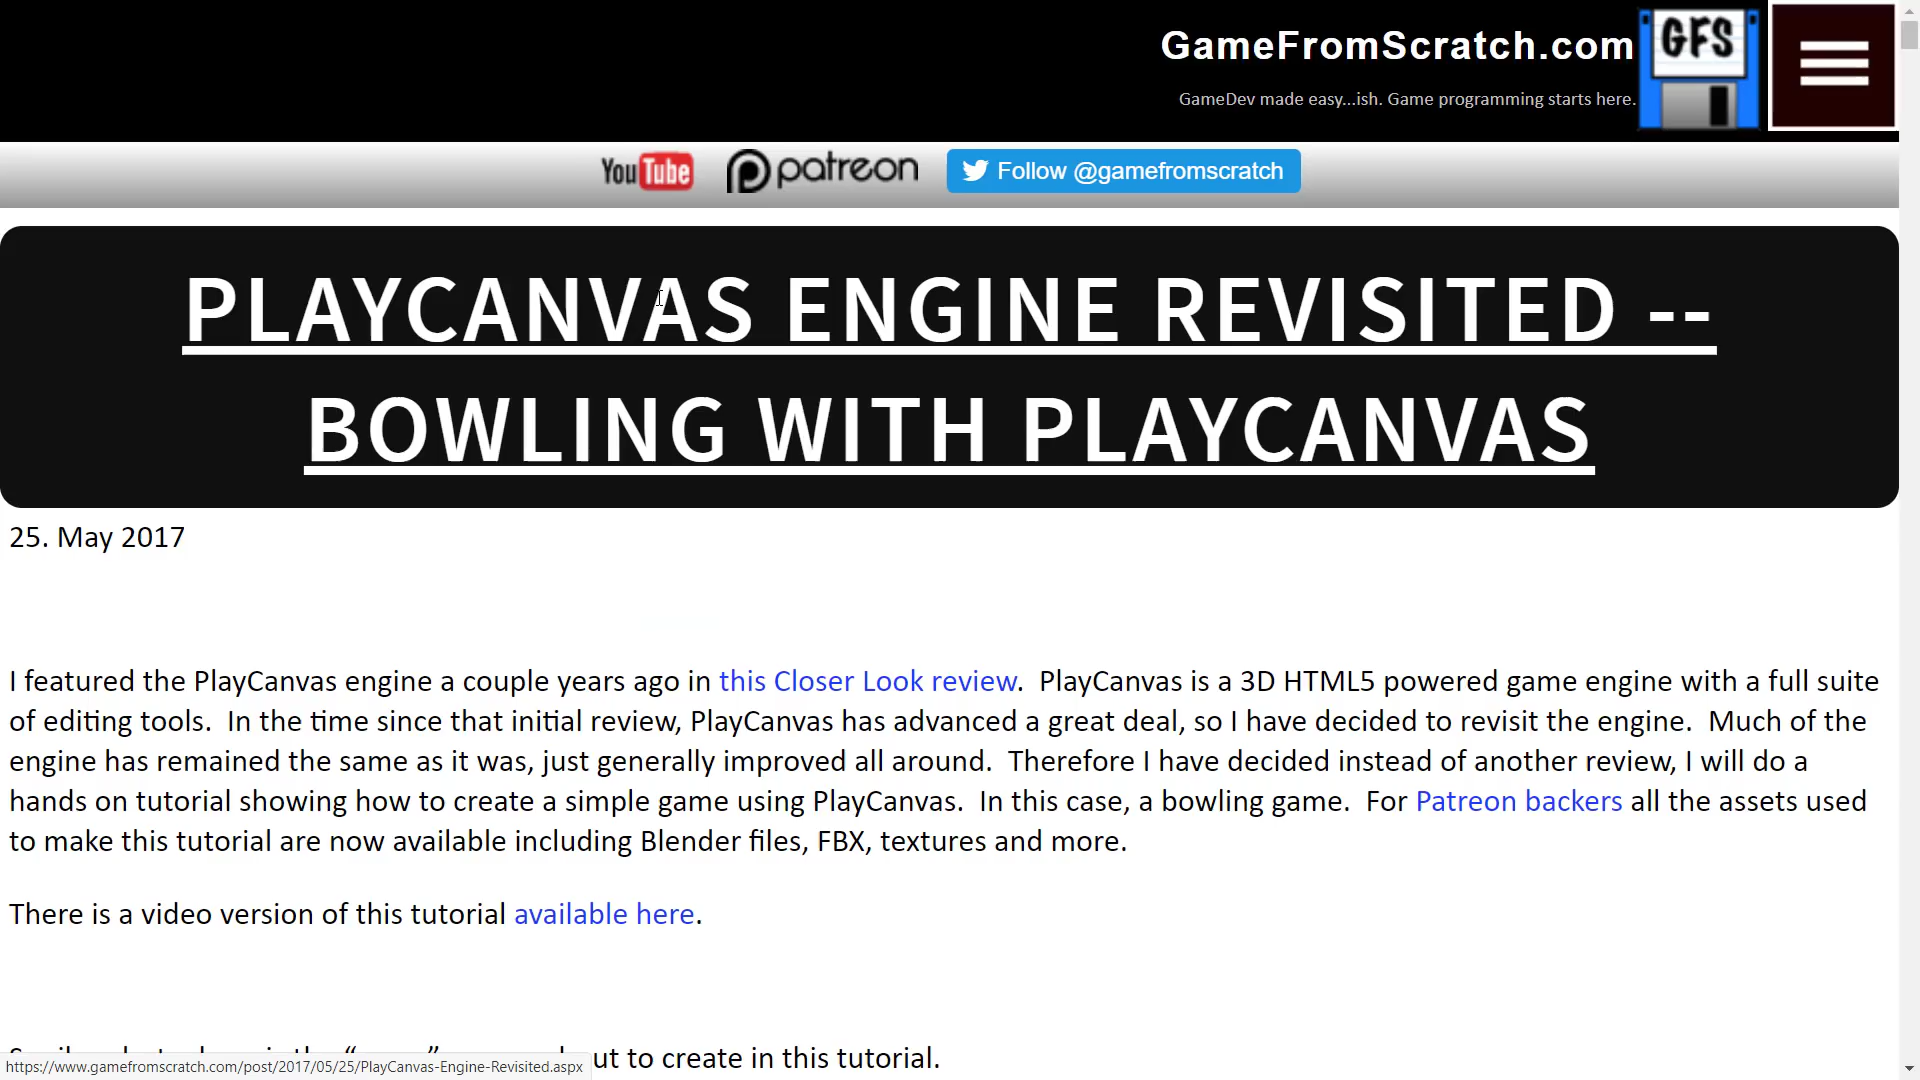 GameFromScratch.com
GFS
GameDev made easy...ish. Game programming starts here.
YouTube patreon Follow @gamefromscratch
PLAYCANVAS ENGINE REVISITED --
BOWLING WITH PLAYCANVAS
25. May 2017
I featured the PlayCanvas engine a couple years ago in this Closer Look review.  PlayCanvas is a 3D HTML5 powered game engine with a full suite
of editing tools.  In the time since that initial review, PlayCanvas has advanced a great deal, so I have decided to revisit the engine.  Much of the
engine has remained the same as it was, just generally improved all around.  Therefore I have decided instead of another review, I will do a
hands on tutorial showing how to create a simple game using PlayCanvas.  In this case, a bowling game.  For Patreon backers all the assets used
to make this tutorial are now available including Blender files, FBX, textures and more.
There is a video version of this tutorial available here.
to create in this tutorial.
https://www.gamefromscratch.com/post/2017/05/25/PlayCanvas-Engine-Revisited.aspx